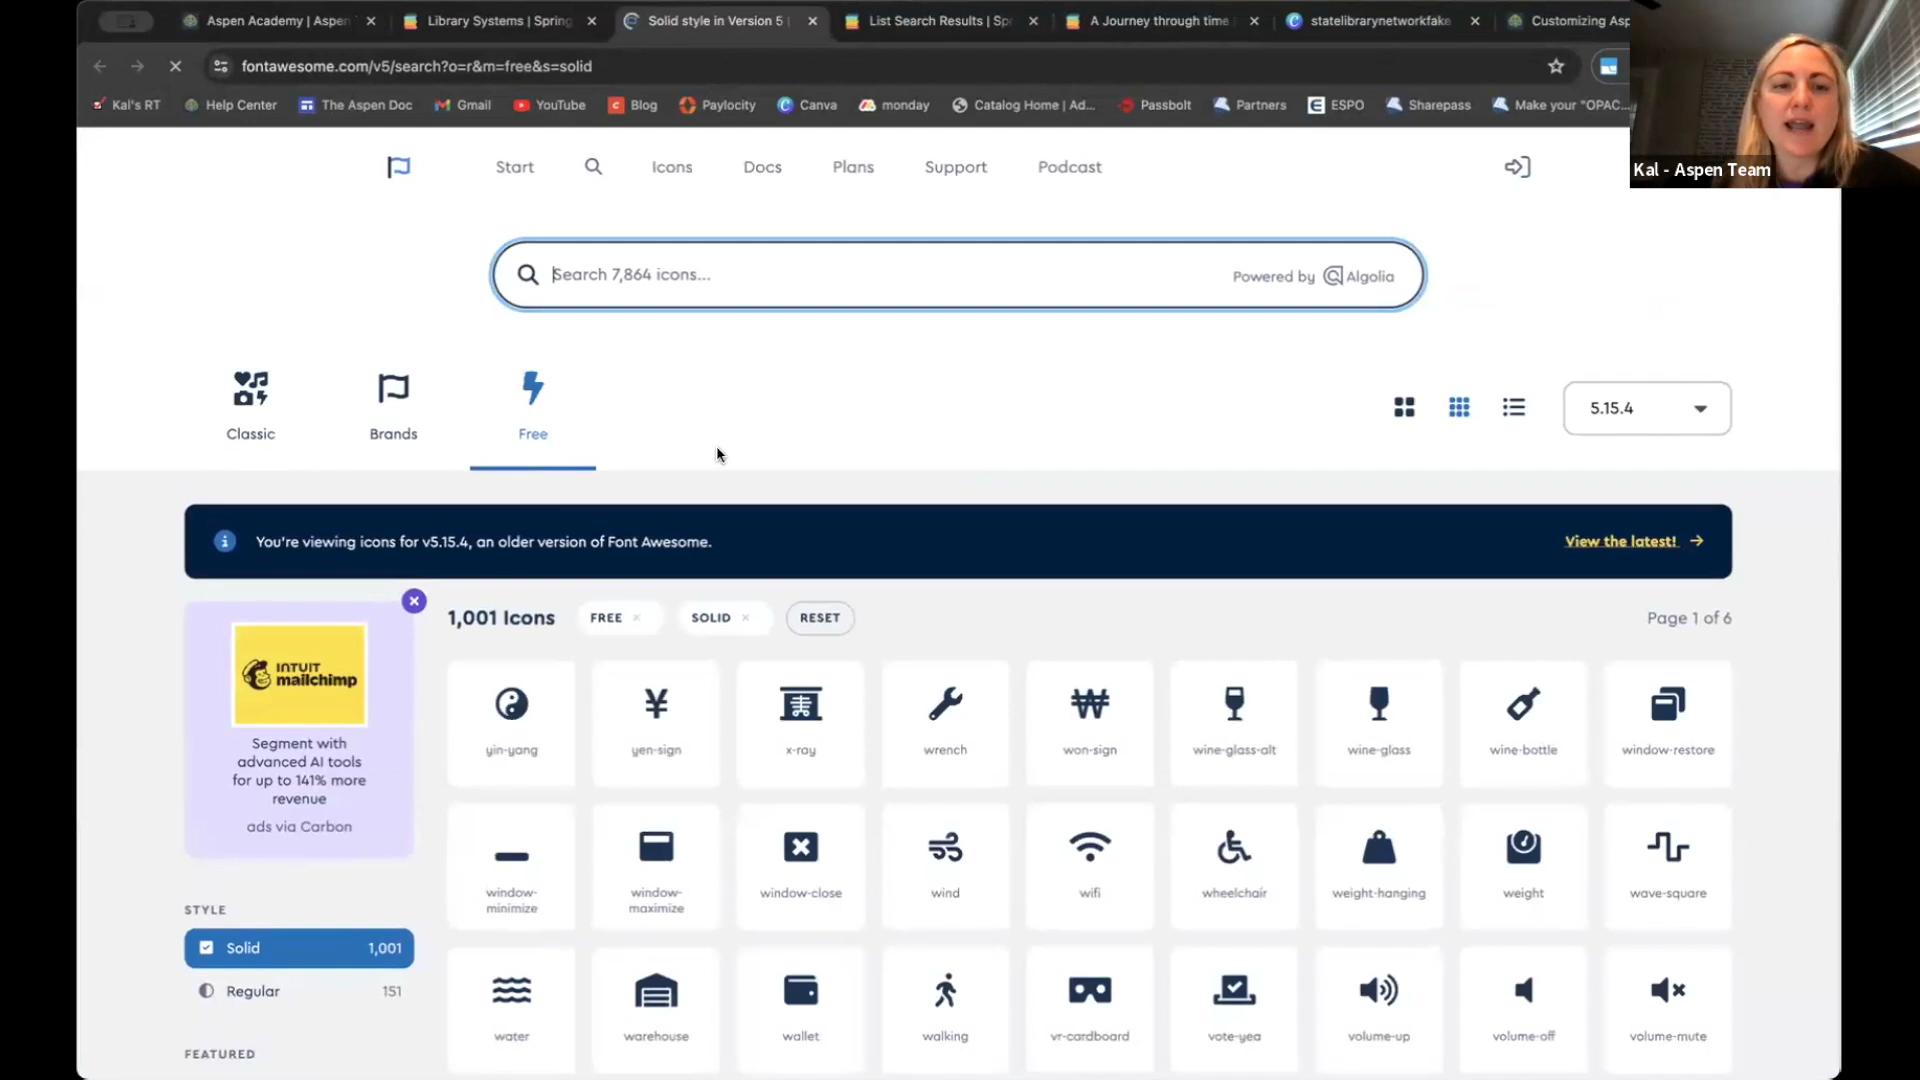 Aspen Academy | Aspen
Library Systems | Spring
Solid style in Version 5 |
List Search Results | Sp
A Journey through time
statelibrarynetworkfake
Customizing Asp
fontawesome.com/v5/search?o=r&m=free&s=solid
Kal's RT
Help Center
The Aspen Doc
Gmail
YouTube
Blog
Paylocity
Canva
monday
Catalog Home | Ad...
Passbolt
Partners
ESPO
Sharepass
Make your "OPAC...
Kal - Aspen Team
Start
Icons
Docs
Plans
Support
Podcast
Search 7,864 icons...
Powered by Algolia
Classic
Brands
Free
5.15.4
You're viewing icons for v5.15.4, an older version of Font Awesome.
View the latest!
INTUIT
mailchimp
Segment with
advanced AI tools
for up to 141% more
revenue
ads via Carbon
1,001 Icons
FREE
SOLID
RESET
Page 1 of 6
yin-yang
yen-sign
x-ray
wrench
won-sign
wine-glass-alt
wine-glass
wine-bottle
window-restore
window-
minimize
window-
maximize
window-close
wind
wifi
wheelchair
weight-hanging
weight
wave-square
STYLE
Solid 1,001
Regular 151
FEATURED
water
warehouse
wallet
walking
vr-cardboard
vote-yea
volume-up
volume-off
volume-mute